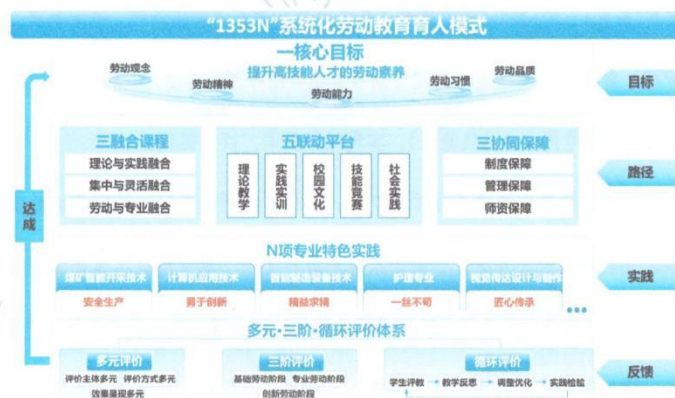 “1353N”系统化劳动教育育人模式
一核心目标
提升高技能人才的劳动素养
劳动观念
劳动精神
劳动能力
劳动习惯
劳动品质
目标
三融合课程
理论与实践融合
集中与灵活融合
劳动与专业融合
五联动平台
理论教学
实践实训
校园文化
技能竞赛
社会实践
三协同保障
制度保障
管理保障
师资保障
路径
达成
N项专业特色实践
煤矿智能开采技术
计算机应用技术
智能制造装备技术
护理专业
视觉传达设计与制作
安全生产
勇于创新
精益求精
一丝不苟
匠心传承
实践
多元·三阶·循环评价体系
多元评价
评价主体多元 评价方式多元
效果呈现多元
三阶评价
基础劳动阶段 专业劳动阶段
创新劳动阶段
循环评价
学生评教 教学反思 调整优化 实践检验
反馈